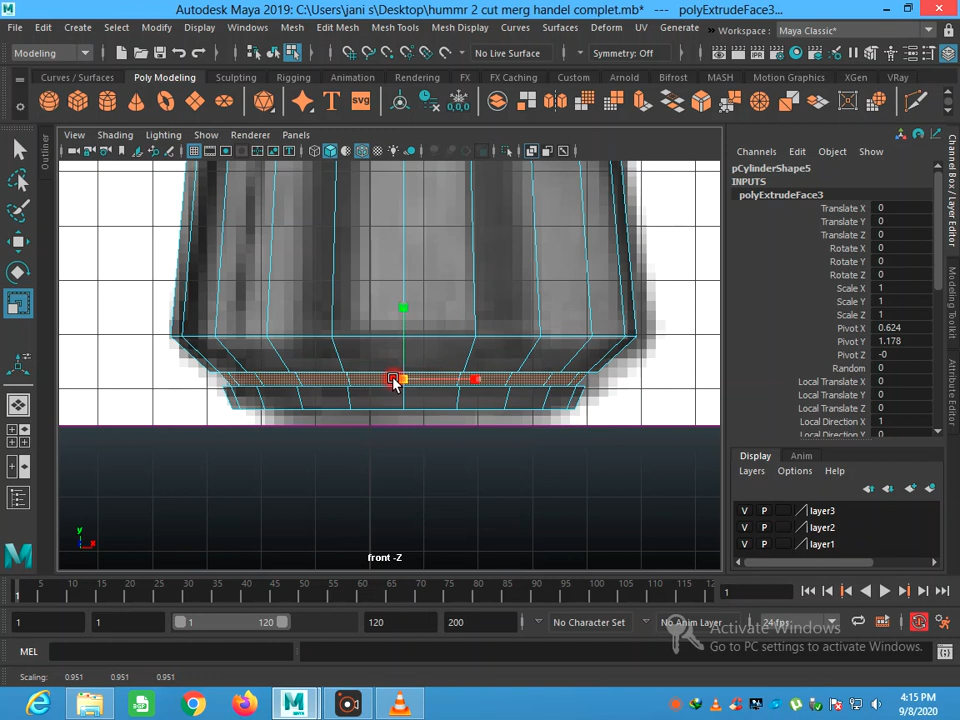 Autodesk Maya 2019: C:\Users\jani s\Desktop\hummr 2 cut merg handel complet.mb* --- polyExtrudeFace3...
File Edit Create Select Modify Display Windows Mesh Edit Mesh Mesh Tools Mesh Display Curves Surfaces Deform UV Generate Workspace : Maya Classic*
Modeling No Live Surface Symmetry: Off
Curves / Surfaces Poly Modeling Sculpting Rigging Animation Rendering FX FX Caching Custom Arnold Bifrost MASH Motion Graphics XGen VRay
T svg 0,0,0
Outliner
View Shading Lighting Show Renderer Panels
Channels Edit Object Show
pCylinderShape5
INPUTS
polyExtrudeFace3
Translate X 0
Translate Y 0
Translate Z 0
Rotate X 0
Rotate Y 0
Rotate Z 0
Scale X 1
Scale Y 1
Scale Z 1
Pivot X 0.624
Pivot Y 1.178
Pivot Z -0
Random 0
Local Translate X 0
Local Translate Y 0
Local Translate Z 0
Local Direction X 1
Local Direction Y 0
Channel Box / Layer Editor
Modeling Toolkit
Attribute Editor
Display Anim
Layers Options Help
V P layer3
V P layer2
V P layer1
y
x
front -Z
5 10 15 20 25 30 35 40 45 50 55 60 65 70 75 80 85 90 95 100 105 110 115 12
1
1
1 1 1 120 120 200 No Character Set No Anim Layer 24 fps
Activate Windows
Go to PC settings to activate Windows.
MEL
Scaling: 0.951 0.951 0.951
4:15 PM
9/8/2020